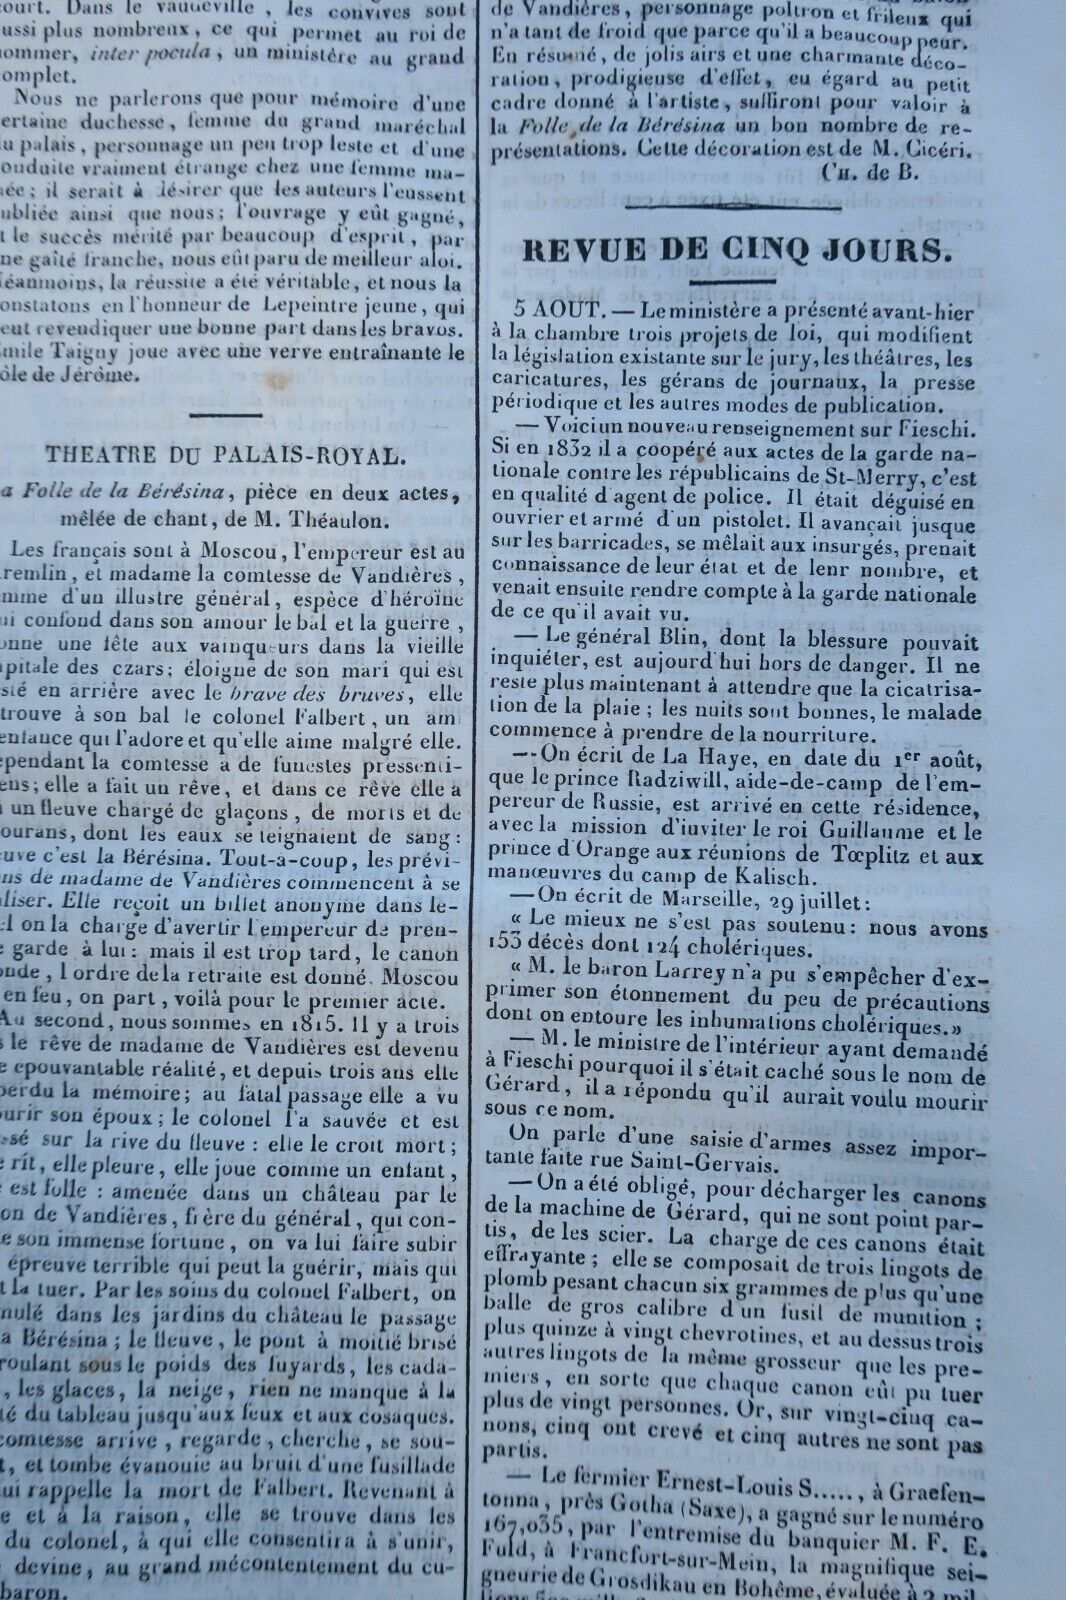 court. Dans le vaudeville, les convives sont
aussi plus nombreux, ce qui permet au roi de
nommer, inter pocula, un ministère au grand
complet.
Nous ne parlerons que pour mémoire d'une
certaine duchesse, femme du grand maréchal
du palais, personnage un peu trop leste et d'une
conduite vraiment étrange chez une femme ma-
riée; il serait à désirer que les auteurs l'eussent
oubliée ainsi que nous; l'ouvrage y eût gagné,
et le succès mérité par beaucoup d'esprit, par
une gaîté franche, nous eût paru de meilleur aloi.
Néanmoins, la réussite a été véritable, et nous la
constatons en l'honneur de Lepeintre jeune, qui
peut revendiquer une bonne part dans les bravos.
Émile Taigny joue avec une verve entraînante le
rôle de Jérôme.
THEATRE DU PALAIS-ROYAL.
La Folle de la Bérésina, pièce en deux actes,
mêlée de chant, de M. Théaulon.
Les français sont à Moscou, l'empereur est au
Kremlin, et madame la comtesse de Vandières,
femme d'un illustre général, espèce d'héroïne
qui confond dans son amour le bal et la guerre,
donne une fête aux vainqueurs dans la vieille
capitale des czars; éloigne de son mari qui est
resté en arrière avec le brave des braves, elle
trouve à son bal le colonel Falbert, un ami
enfance qui l'adore et qu'elle aime malgré elle.
Cependant la comtesse a de funestes pressenti-
mens; elle a fait un rêve, et dans ce rêve elle a
un fleuve chargé de glaçons, de morts et de
mourans, dont les eaux se teignaient de sang:
fleuve c'est la Bérésina. Tout-à-coup, les prévi-
sions de madame de Vandières commencent à se
réaliser. Elle reçoit un billet anonyme dans le-
quel on la charge d'avertir l'empereur de pren-
dre garde à lui: mais il est trop tard, le canon
gronde, l'ordre de la retraite est donné. Moscou
en feu, on part, voilà pour le premier acte.
Au second, nous sommes en 1815. Il y a trois
le rêve de madame de Vandières est devenu
épouvantable réalité, et depuis trois ans elle
perdu la mémoire; au fatal passage elle a vu
mourir son époux; le colonel l'a sauvée et est
sur la rive du fleuve: elle le croit mort;
rit, elle pleure, elle joue comme un enfant,
est folle: amenée dans un château par le
baron de Vandières, frère du général, qui con-
son immense fortune, on va lui faire subir
épreuve terrible qui peut la guérir, mais qui
la tuer. Par les soins du colonel Falbert, on
simulé dans les jardins du château le passage
la Bérésina; le fleuve, le pont à moitié brisé
croulant sous le poids des fuyards, les cada-
les glaces, la neige, rien ne manque à la
du tableau jusqu'aux feux et aux cosaques.
comtesse arrive, regarde, cherche, se sou-
et tombe évanouie au bruit d'une fusillade
qui rappelle la mort de Falbert. Revenant à
et à la raison, elle se trouve dans les
du colonel, à qui elle consentira à s'unir,
devine, au grand mécontentement du cu-
baron.
de Vandières, personnage poltron et frileux qui
n'a tant de froid que parce qu'il a beaucoup peur.
En résumé, de jolis airs et une charmante déco-
ration, prodigieuse d'effet, eu égard au petit
cadre donné à l'artiste, suffiront pour valoir à
la Folle de la Bérésina un bon nombre de re-
présentations. Cette décoration est de M. Cicéri.
CH. de B.
REVUE DE CINQ JOURS.
5 AOUT. — Le ministère a présenté avant-hier
à la chambre trois projets de loi, qui modifient
la législation existante sur le jury, les théâtres, les
caricatures, les gérans de journaux, la presse
périodique et les autres modes de publication.
— Voici un nouveau renseignement sur Fieschi.
Si en 1832 il a coopéré aux actes de la garde na-
tionale contre les républicains de St-Merry, c'est
en qualité d'agent de police. Il était déguisé en
ouvrier et armé d'un pistolet. Il avançait jusque
sur les barricades, se mêlait aux insurgés, prenait
connaissance de leur état et de lenr nombre, et
venait ensuite rendre compte à la garde nationale
de ce qu'il avait vu.
— Le général Blin, dont la blessure pouvait
inquiéter, est aujourd'hui hors de danger. Il ne
reste plus maintenant à attendre que la cicatrisa-
tion de la plaie; les nuits sont bonnes, le malade
commence à prendre de la nourriture.
— On écrit de La Haye, en date du 1er août,
que le prince Radziwill, aide-de-camp de l'em-
pereur de Russie, est arrivé en cette résidence,
avec la mission d'inviter le roi Guillaume et le
prince d'Orange aux réunions de Tœplitz et aux
manœuvres du camp de Kalisch.
— On écrit de Marseille, 29 juillet:
« Le mieux ne s'est pas soutenu: nous avons
153 décès dont 124 cholériques.
« M. le baron Larrey n'a pu s'empêcher d'ex-
primer son étonnement du peu de précautions
dont on entoure les inhumations cholériques.»
— M. le ministre de l'intérieur ayant demandé
à Fieschi pourquoi il s'était caché sous le nom de
Gérard, il a répondu qu'il aurait voulu mourir
sous ce nom.
On parle d'une saisie d'armes assez impor-
tante faite rue Saint-Gervais.
— On a été obligé, pour décharger les canons
de la machine de Gérard, qui ne sont point par-
tis, de les scier. La charge de ces canons était
effrayante; elle se composait de trois lingots de
plomb pesant chacun six grammes de plus qu'une
balle de gros calibre d'un fusil de munition;
plus quinze à vingt chevrotines, et au dessus trois
autres lingots de la même grosseur que les pre-
miers, en sorte que chaque canon eût pu tuer
plus de vingt personnes. Or, sur vingt-cinq ca-
nons, cinq ont crevé et cinq autres ne sont pas
partis.
— Le fermier Ernest-Louis S....., à Graefen-
tonna, près Gotha (Saxe), a gagné sur le numéro
167,035, par l'entremise du banquier M. F. E.
Fuld, à Francfort-sur-Mein, la magnifique sei-
gneurie de Grosdikau en Bohême, évaluée à 2 mil-